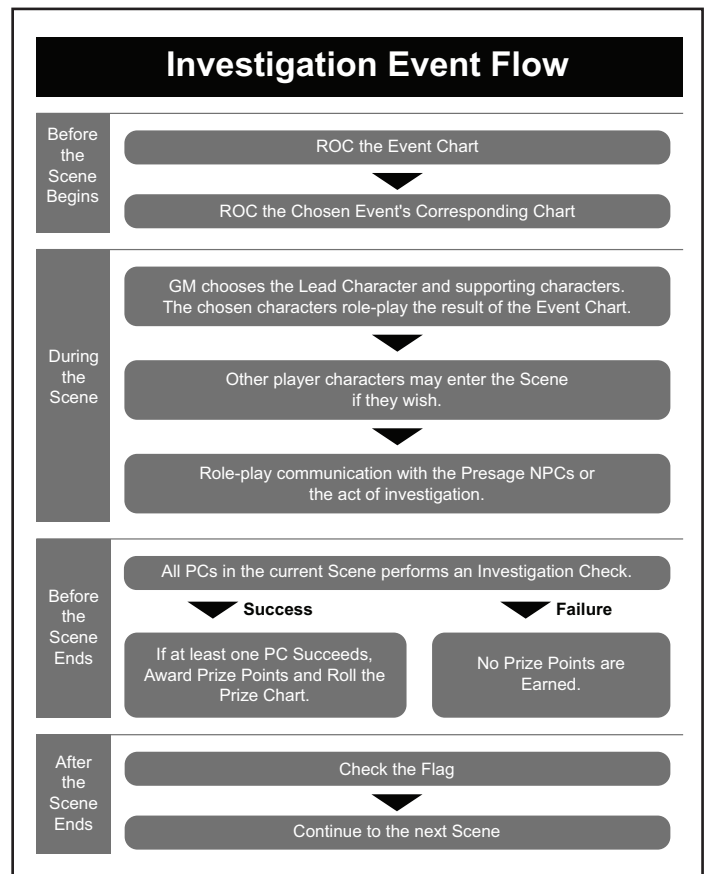 Investigation Event Flow
Before
the
Scene
Begins
ROC the Event Chart
ROC the Chosen Event's Corresponding Chart
During
the
Scene
GM chooses the Lead Character and supporting characters.
The chosen characters role-play the result of the Event Chart.
Other player characters may enter the Scene
if they wish.
Role-play communication with the Presage NPCs or
the act of investigation.
Before
the
Scene
Ends
All PCs in the current Scene performs an Investigation Check.
Success
Failure
If at least one PC Succeeds,
Award Prize Points and Roll the
Prize Chart.
No Prize Points are
Earned.
After
the
Scene
Ends
Check the Flag
Continue to the next Scene